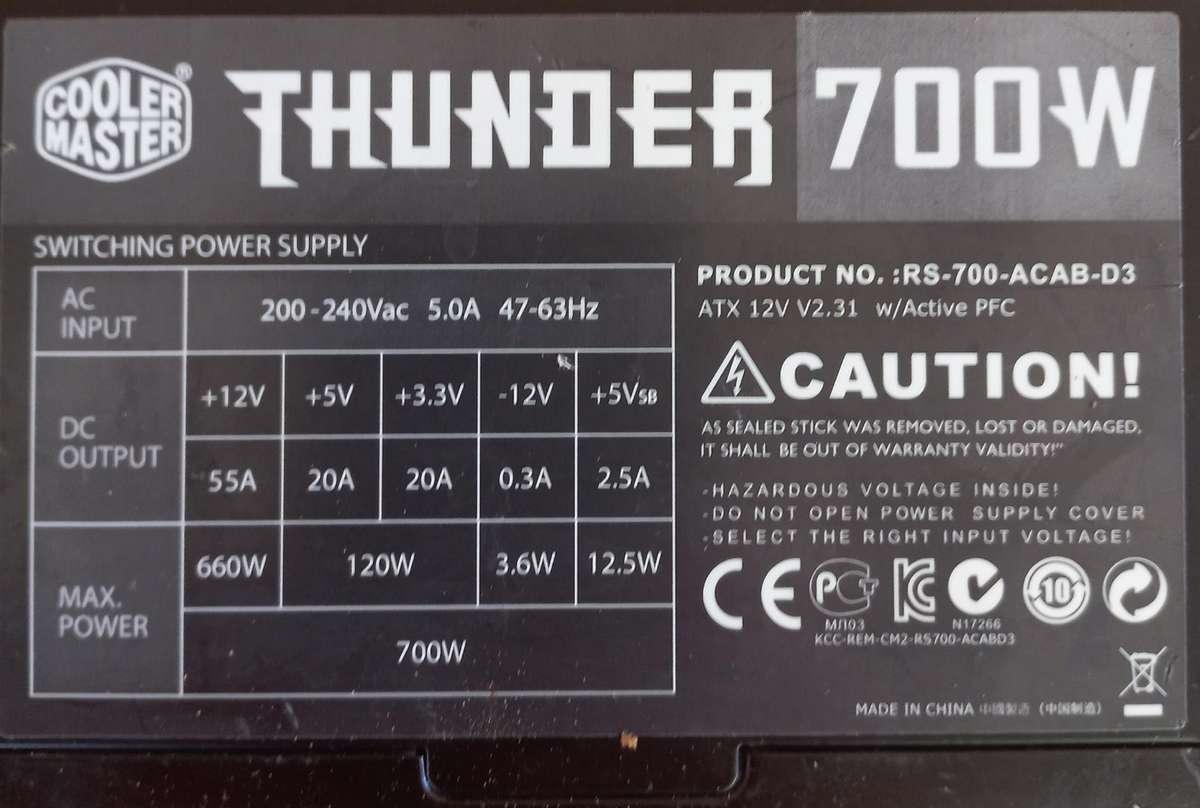 COOLER MASTER ®
THUNDER 700W
SWITCHING POWER SUPPLY
AC INPUT 200-240Vac 5.0A 47-63Hz
DC OUTPUT +12V +5V +3.3V -12V +5VSB
55A 20A 20A 0.3A 2.5A
MAX. POWER 660W 120W 3.6W 12.5W
700W
PRODUCT NO. :RS-700-ACAB-D3
ATX 12V V2.31 w/Active PFC
CAUTION!
AS SEALED STICK WAS REMOVED, LOST OR DAMAGED,
IT SHALL BE OUT OF WARRANTY VALIDITY!"
-HAZARDOUS VOLTAGE INSIDE!
-DO NOT OPEN POWER SUPPLY COVER
-SELECT THE RIGHT INPUT VOLTAGE!
CE PCT KC 10
МЛ03 N17266
KCC-REM-CM2-RS700-ACABD3
MADE IN CHINA 中國製造 (中国制造)